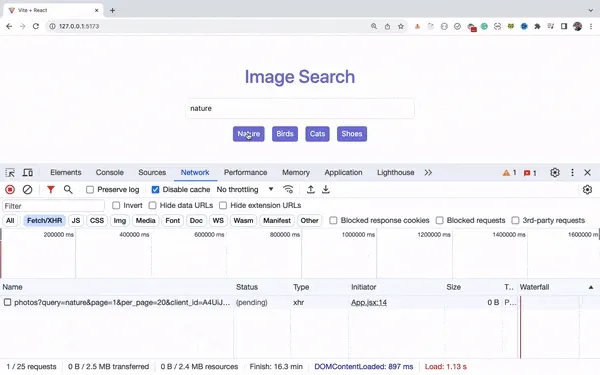 Vite + React
127.0.0.1:5173
Image Search
nature
Nature Birds Cats Shoes
Elements Console Sources Network Performance Memory Application Lighthouse 1 1
Preserve log Disable cache No throttling
Filter Invert Hide data URLs Hide extension URLs
All Fetch/XHR JS CSS Img Media Font Doc WS Wasm Manifest Other Blocked response cookies Blocked requests 3rd-party requests
200000 ms 400000 ms 600000 ms 800000 ms 1000000 ms 1200000 ms 1400000 ms 1600000 ms
Name Status Type Initiator Size T... Waterfall
photos?query=nature&page=1&per_page=20&client_id=A4UiJ... (pending) xhr App.jsx:14 0 B P...
1 / 25 requests 0 B / 2.5 MB transferred 0 B / 2.4 MB resources Finish: 16.3 min DOMContentLoaded: 897 ms Load: 1.13 s